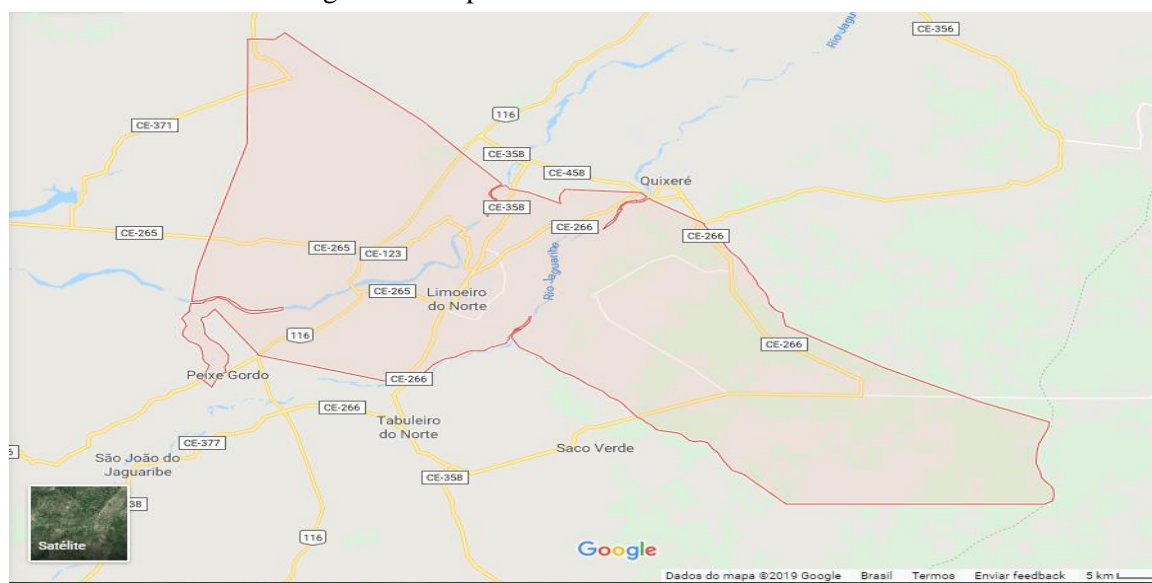 Rio Jaguaribe
CE-356
116
CE-371
CE-358
CE-458
Quixeré
CE-358
CE-266
CE-265
CE-265
CE-123
CE-266
Rio Jaguaribe
CE-265
Limoeiro
do Norte
116
CE-266
Peixe Gordo
CE-266
CE-266
Tabuleiro
do Norte
CE-377
Saco Verde
São João do
Jaguaribe
CE-358
38
116
Satélite
Google
Dados do mapa ©2019 Google Brasil Termos Enviar feedback 5 km